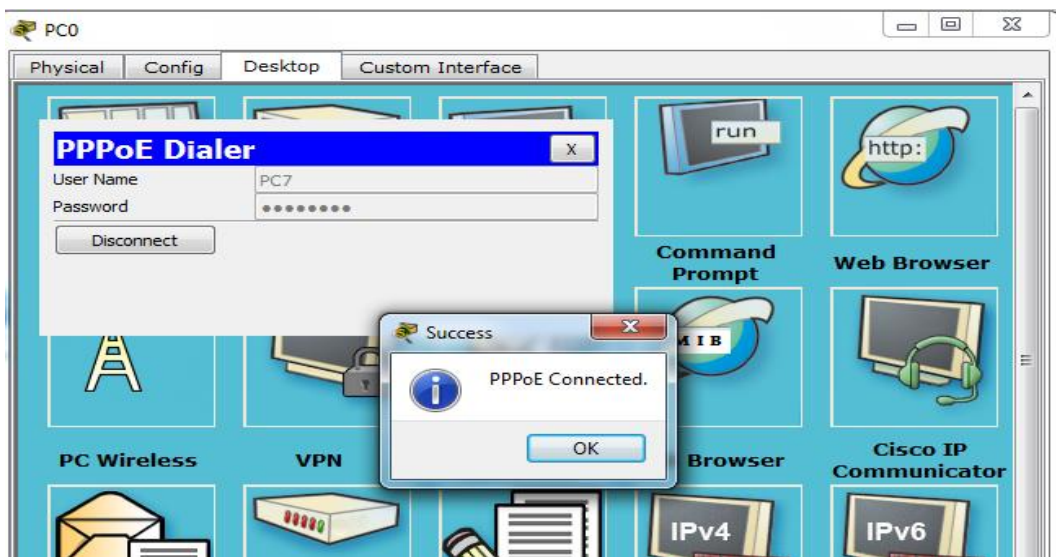 PC0
Physical Config Desktop Custom Interface
PPPoE Dialer X
User Name PC7
Password ●●●●●●●●
Disconnect
run
http:
Command
Prompt
Web Browser
Success
PPPoE Connected.
OK
MIB
PC Wireless
VPN
Browser
Cisco IP
Communicator
IPv4
IPv6